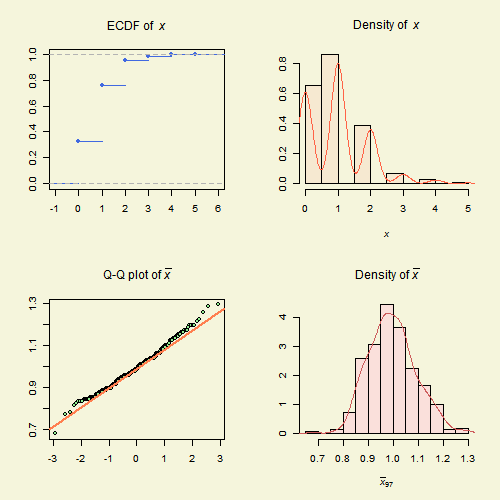 ECDF of x
1.0
0.8
0.6
0.4
0.2
0.0
-1 0 1 2 3 4 5 6
Density of x
0.8
0.6
0.4
0.2
0.0
0 1 2 3 4 5
x
Q-Q plot of x̅
1.3
1.1
0.9
0.7
-3 -2 -1 0 1 2 3
Density of x̅
4
3
2
1
0
0.7 0.8 0.9 1.0 1.1 1.2 1.3
x̅97